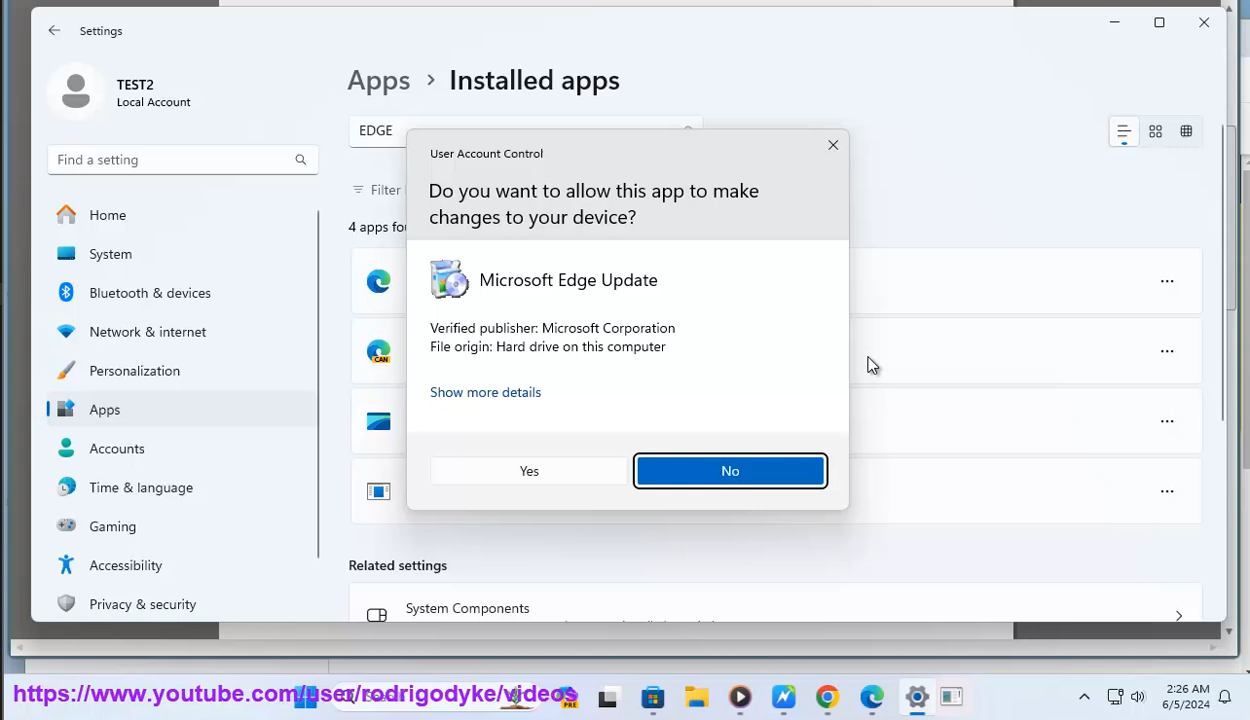 Settings
TEST2
Local Account
Find a setting
Home
System
Bluetooth & devices
Network & internet
Personalization
Apps
Accounts
Time & language
Gaming
Accessibility
Privacy & security
Apps > Installed apps
EDGE
Filter
4 apps fou
User Account Control
Do you want to allow this app to make
changes to your device?
Microsoft Edge Update
Verified publisher: Microsoft Corporation
File origin: Hard drive on this computer
Show more details
Yes
No
CAN
Related settings
System Components
https://www.youtube.com/user/rodrigodyke/videos
PRE
2:26 AM
6/5/2024